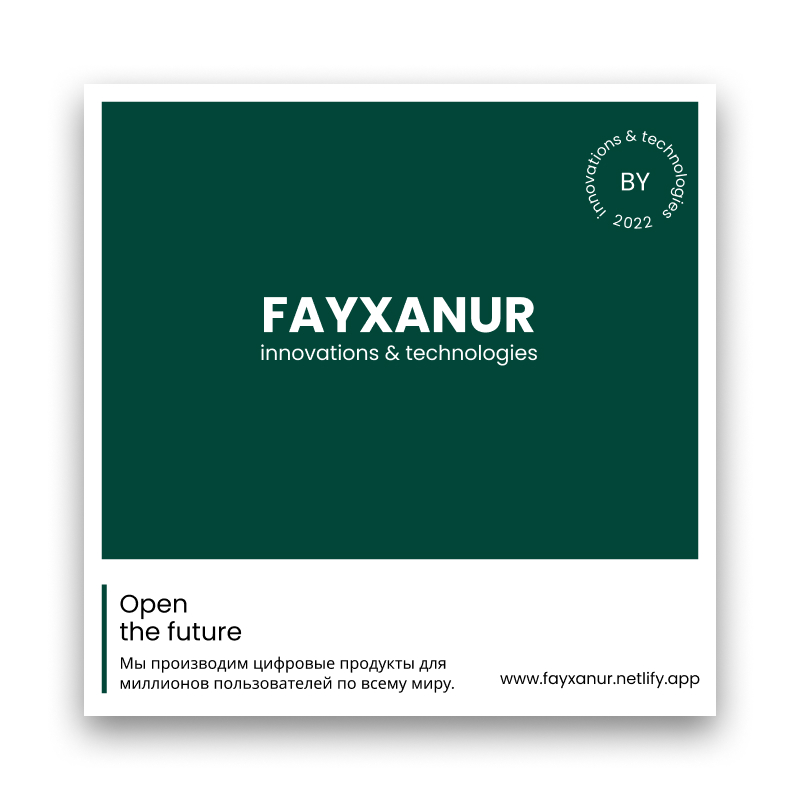 innovations & technologies
BY
2022
FAYXANUR
innovations & technologies
Open
the future
Мы производим цифровые продукты для
миллионов пользователей по всему миру.
www.fayxanur.netlify.app